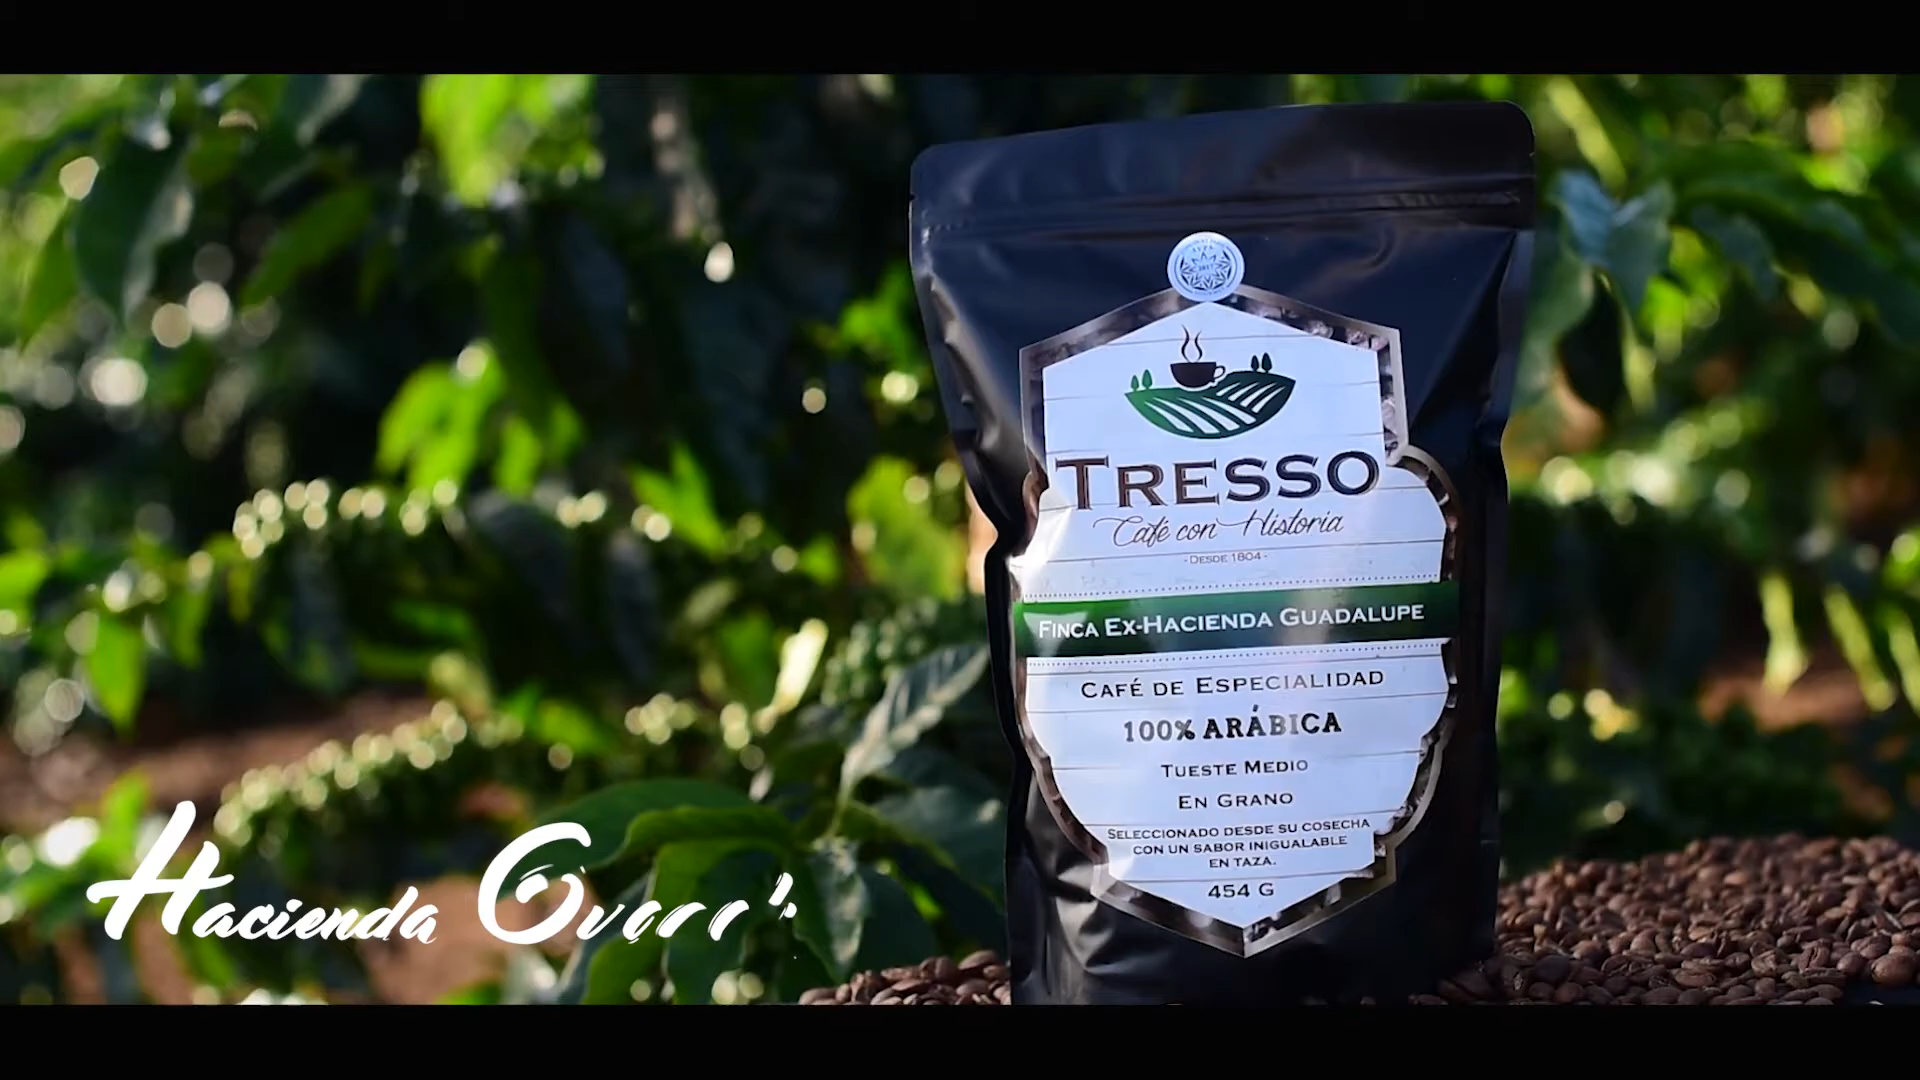 TRESSO
Café con Historia
-DESDE 1804-
FINCA EX-HACIENDA GUADALUPE
CAFÉ DE ESPECIALIDAD
100% ARÁBICA
TUESTE MEDIO
EN GRANO
SELECCIONADO DESDE SU COSECHA
CON UN SABOR INIGUALABLE
EN TAZA.
454 G
Hacienda